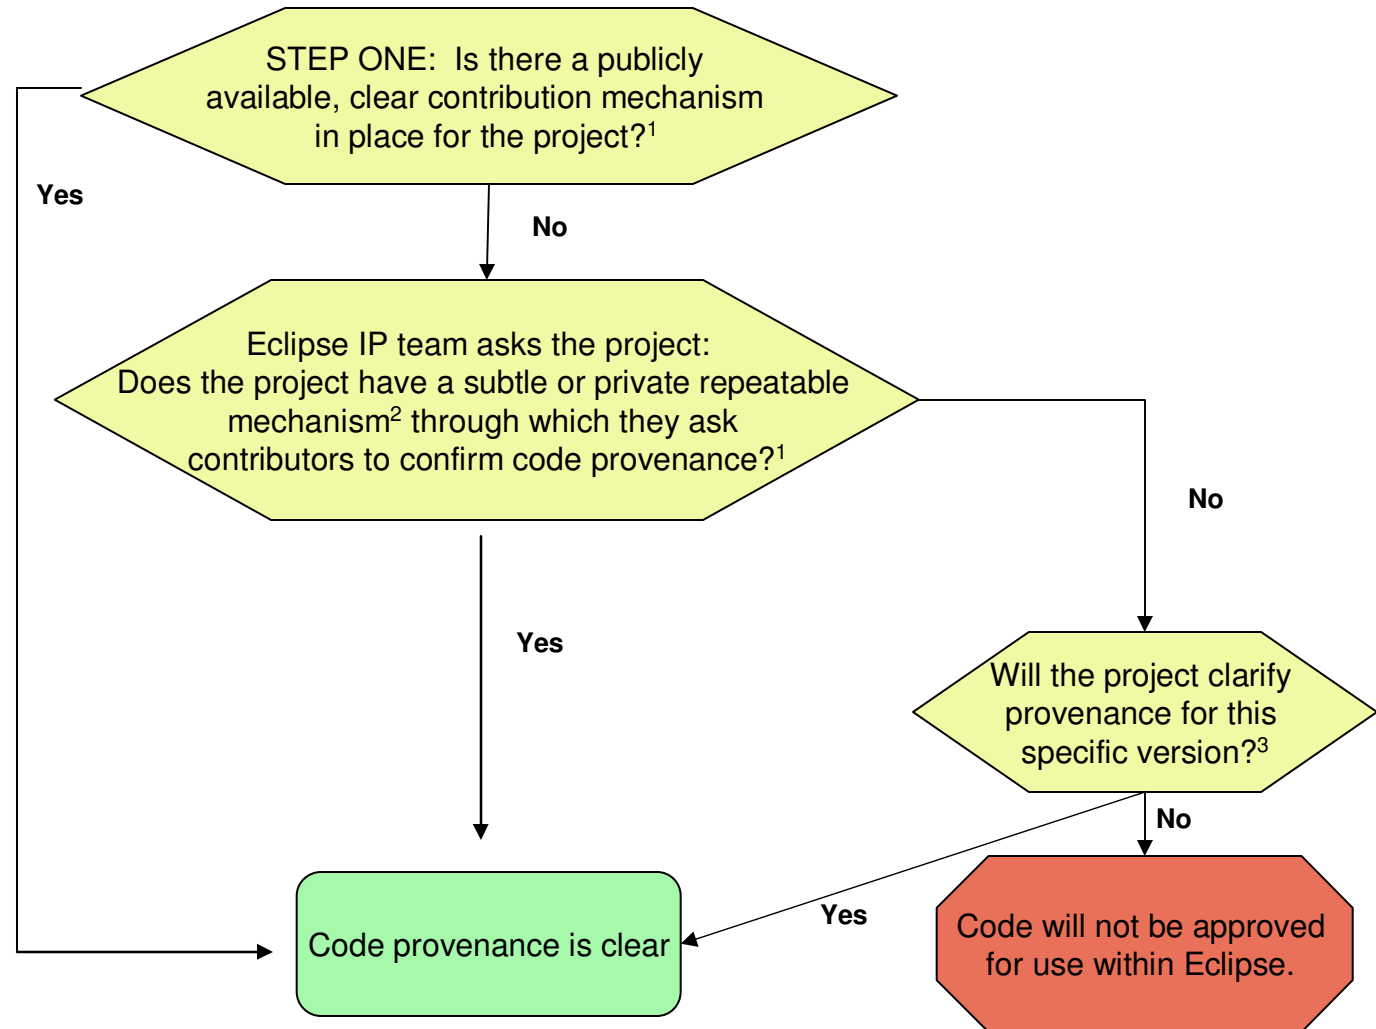 STEP ONE: Is there a publicly
available, clear contribution mechanism
in place for the project?¹
Yes
No
Eclipse IP team asks the project:
Does the project have a subtle or private repeatable
mechanism² through which they ask
contributors to confirm code provenance?¹
No
Yes
Will the project clarify
provenance for this
specific version?³
No
Yes
Code provenance is clear
Code will not be approved
for use within Eclipse.